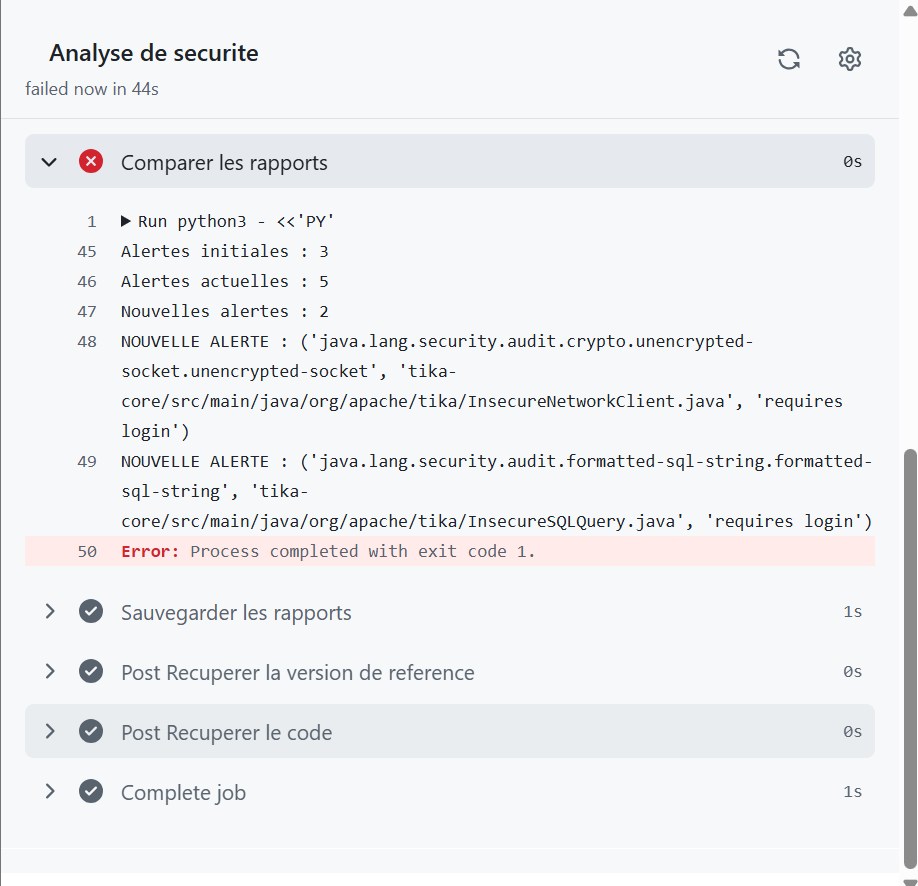 Analyse de securite
failed now in 44s
Comparer les rapports 0s
1 Run python3 - <<'PY'
45 Alertes initiales : 3
46 Alertes actuelles : 5
47 Nouvelles alertes : 2
48 NOUVELLE ALERTE : ('java.lang.security.audit.crypto.unencrypted-
socket.unencrypted-socket', 'tika-
core/src/main/java/org/apache/tika/InsecureNetworkClient.java', 'requires
login')
49 NOUVELLE ALERTE : ('java.lang.security.audit.formatted-sql-string.formatted-
sql-string', 'tika-
core/src/main/java/org/apache/tika/InsecureSQLQuery.java', 'requires login')
50 Error: Process completed with exit code 1.
Sauvegarder les rapports 1s
Post Recuperer la version de reference 0s
Post Recuperer le code 0s
Complete job 1s